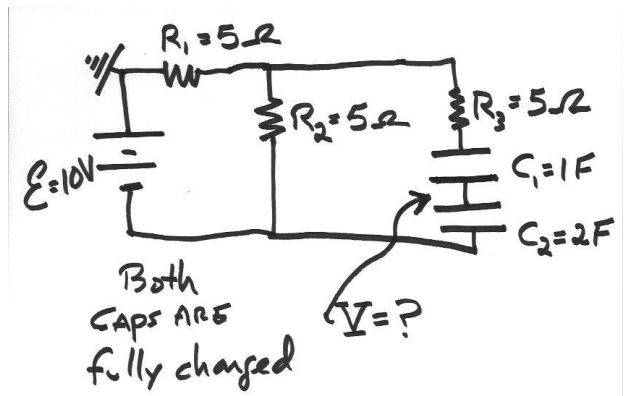 R₁=5Ω
R₂=5Ω
R₃=5Ω
ℰ=10V
C₁=1F
C₂=2F
Both
CAPS ARE
fully charged
V=?